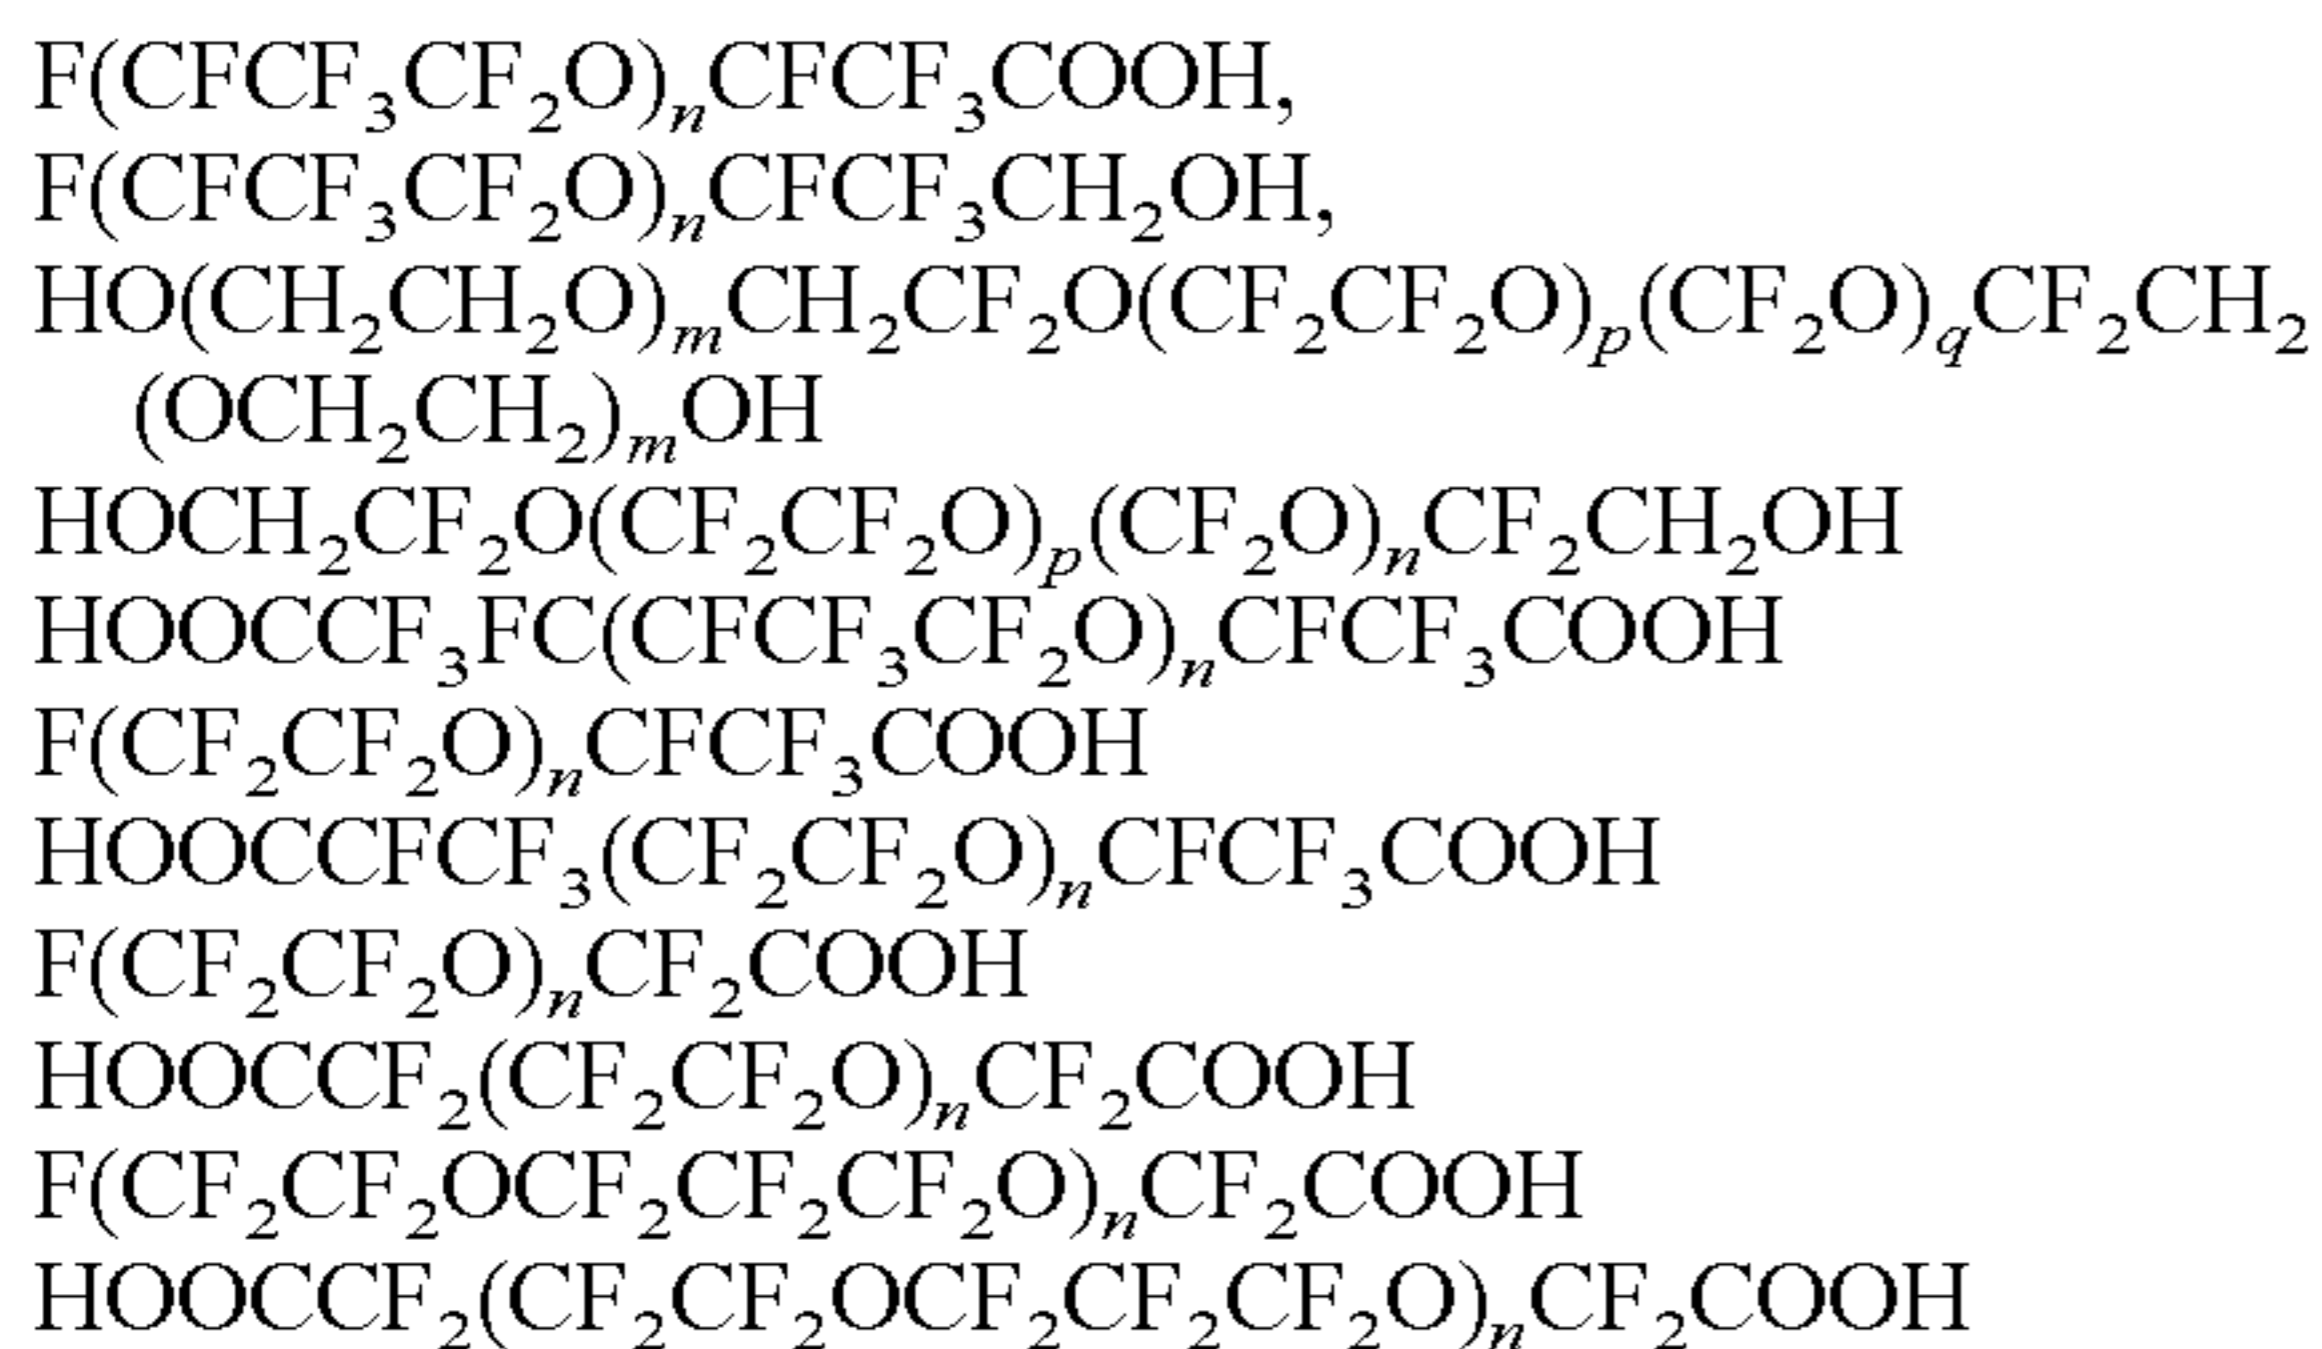 F(CFCF₃CF₂O)ₙCFCF₃COOH,
F(CFCF₃CF₂O)ₙCFCF₃CH₂OH,
HO(CH₂CH₂O)ₘCH₂CF₂O(CF₂CF₂O)ₚ(CF₂O)_qCF₂CH₂
(OCH₂CH₂)ₘOH
HOCH₂CF₂O(CF₂CF₂O)ₚ(CF₂O)ₙCF₂CH₂OH
HOOCCF₃FC(CFCF₃CF₂O)ₙCFCF₃COOH
F(CF₂CF₂O)ₙCFCF₃COOH
HOOCCFCF₃(CF₂CF₂O)ₙCFCF₃COOH
F(CF₂CF₂O)ₙCF₂COOH
HOOCCF₂(CF₂CF₂O)ₙCF₂COOH
F(CF₂CF₂OCF₂CF₂CF₂O)ₙCF₂COOH
HOOCCF₂(CF₂CF₂OCF₂CF₂CF₂O)ₙCF₂COOH